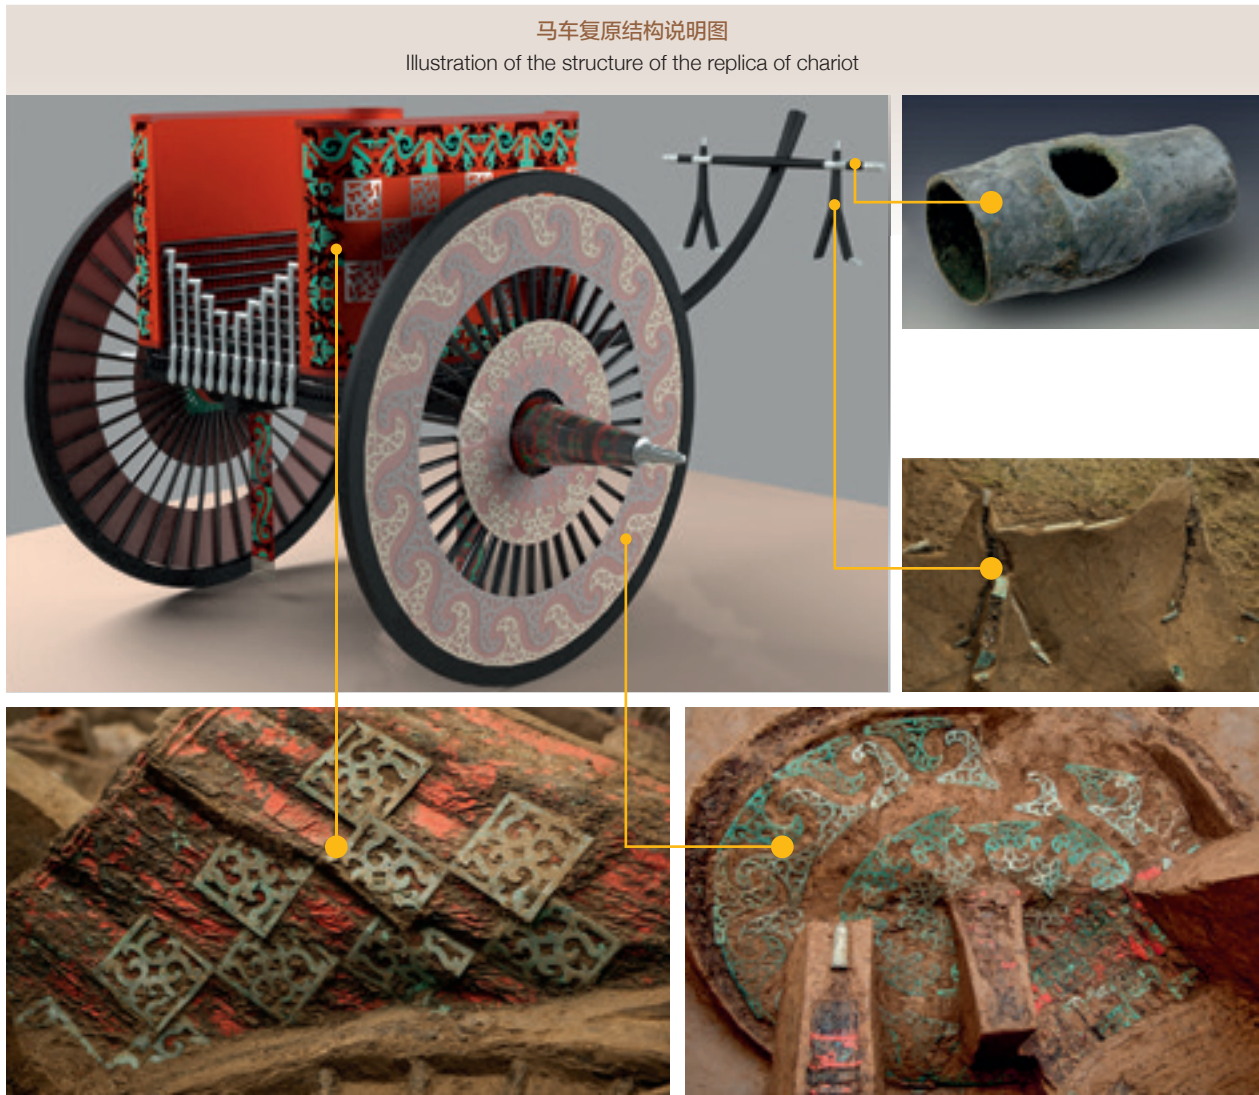 马车复原结构说明图
Illustration of the structure of the replica of chariot